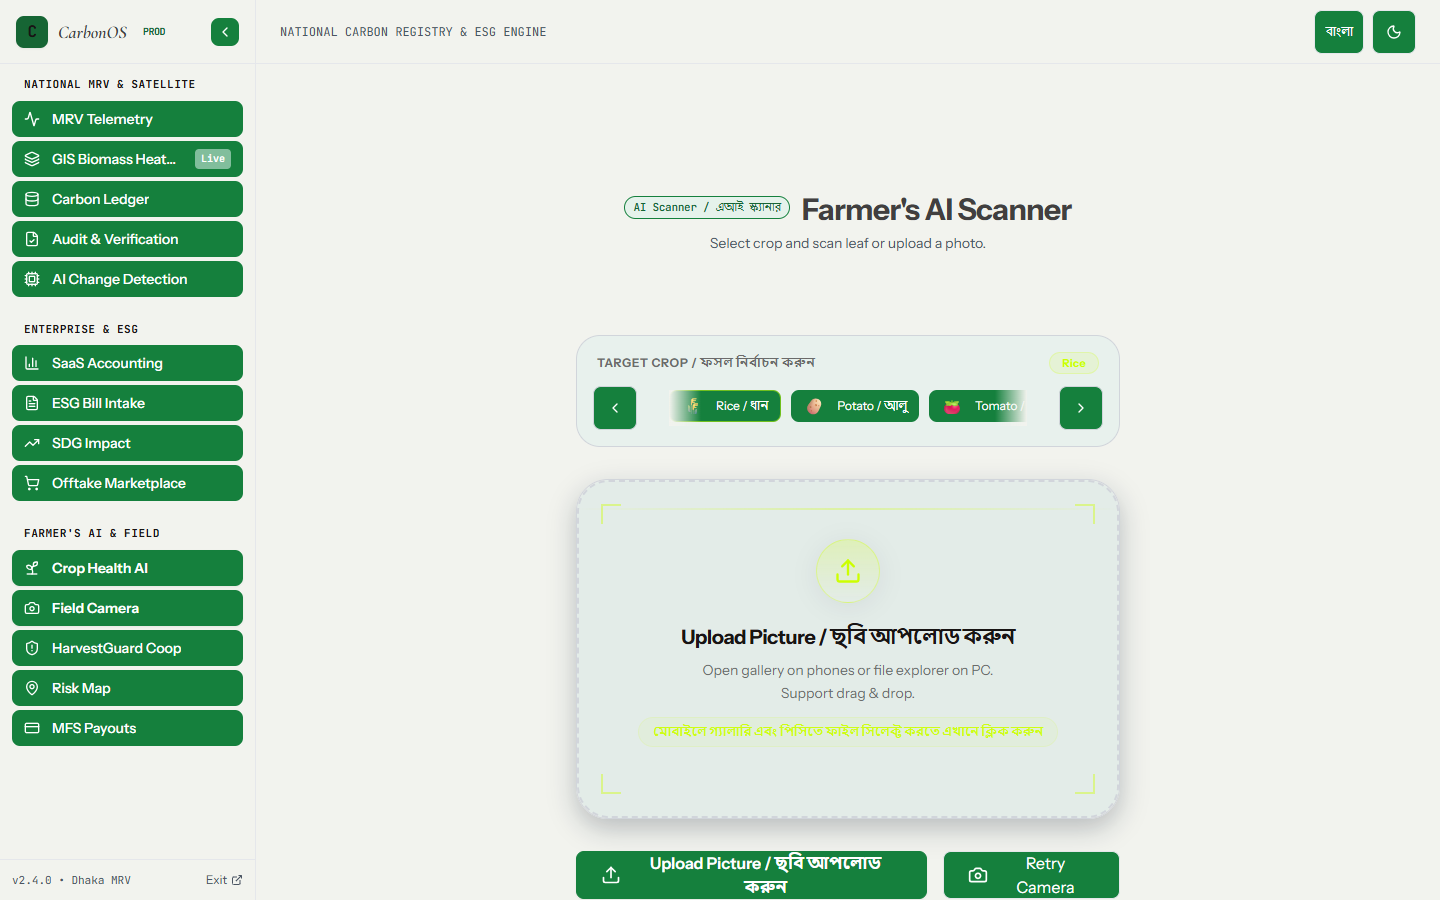 C CarbonOS PROD
NATIONAL CARBON REGISTRY & ESG ENGINE
বাংলা
NATIONAL MRV & SATELLITE
MRV Telemetry
GIS Biomass Heat... Live
Carbon Ledger
Audit & Verification
AI Change Detection
ENTERPRISE & ESG
SaaS Accounting
ESG Bill Intake
SDG Impact
Offtake Marketplace
FARMER'S AI & FIELD
Crop Health AI
Field Camera
HarvestGuard Coop
Risk Map
MFS Payouts
v2.4.0 • Dhaka MRV Exit
AI Scanner / এআই স্ক্যানার Farmer's AI Scanner
Select crop and scan leaf or upload a photo.
TARGET CROP / ফসল নির্বাচন করুন Rice
Rice / ধান Potato / আলু Tomato /
Upload Picture / ছবি আপলোড করুন
Open gallery on phones or file explorer on PC.
Support drag & drop.
মোবাইলে গ্যালারি এবং পিসিতে ফাইল সিলেক্ট করতে এখানে ক্লিক করুন
Upload Picture / ছবি আপলোড
করুন
Retry
Camera